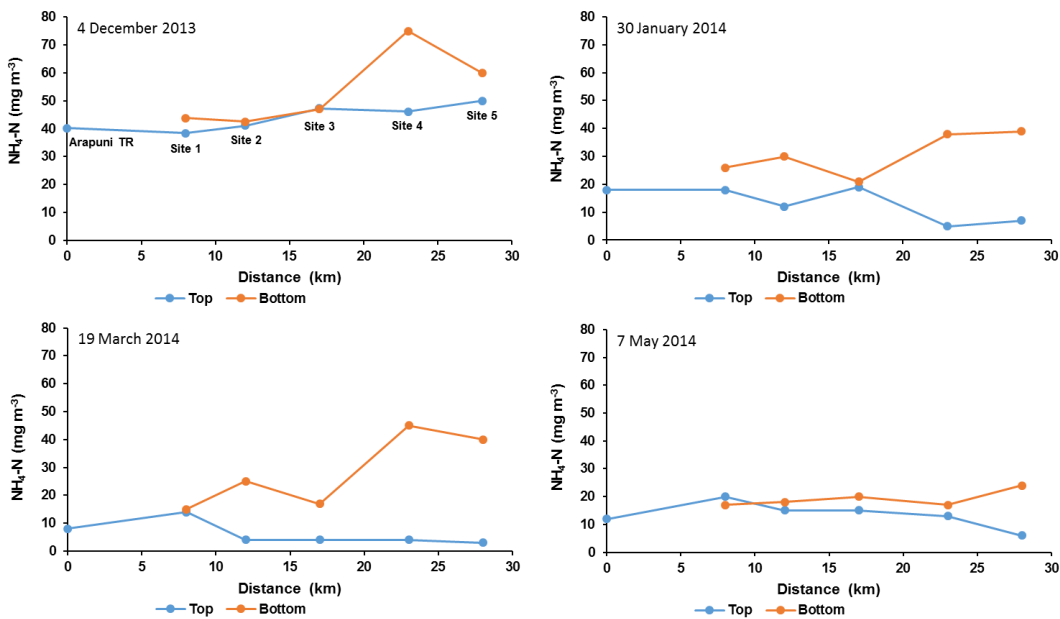 4 December 2013
NH₄-N (mg m⁻³)
80
70
60
50
40
30
20
10
0
Arapuni TR
Site 1
Site 2
Site 3
Site 4
Site 5
0 5 10 15 20 25 30
Distance (km)
Top Bottom
30 January 2014
NH₄-N (mg m⁻³)
80
70
60
50
40
30
20
10
0
0 5 10 15 20 25 30
Distance (km)
Top Bottom
19 March 2014
NH₄-N (mg m⁻³)
80
70
60
50
40
30
20
10
0
0 5 10 15 20 25 30
Distance (km)
Top Bottom
7 May 2014
NH₄-N (mg m⁻³)
80
70
60
50
40
30
20
10
0
0 5 10 15 20 25 30
Distance (km)
Top Bottom